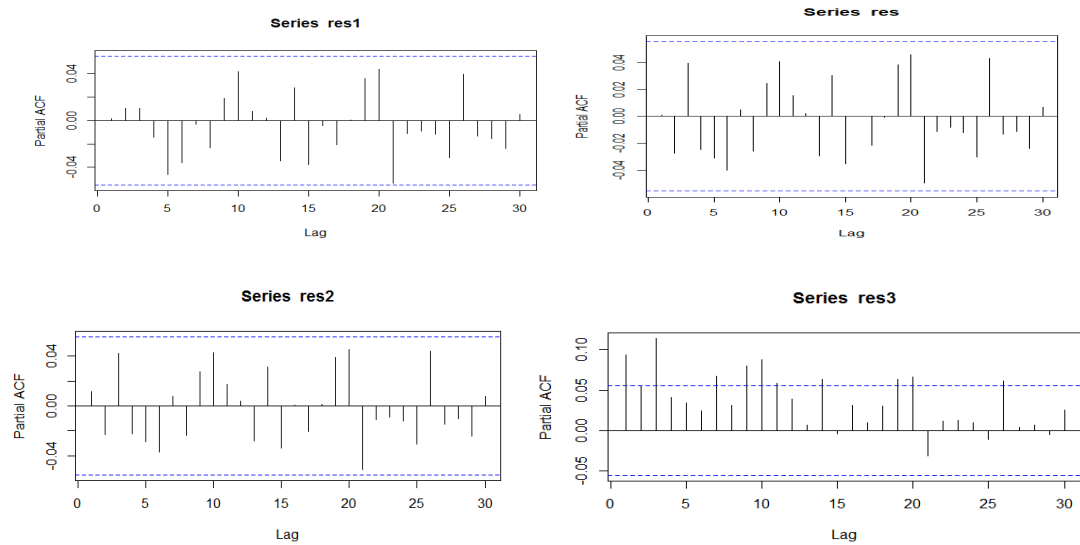 Series res1
Partial ACF
0.04
0.00
-0.04
0 5 10 15 20 25 30
Lag
Series res
Partial ACF
0.04
0.02
0.00
-0.02
-0.04
0 5 10 15 20 25 30
Lag
Series res2
Partial ACF
0.04
0.00
-0.04
0 5 10 15 20 25 30
Lag
Series res3
Partial ACF
0.10
0.05
0.00
-0.05
0 5 10 15 20 25 30
Lag